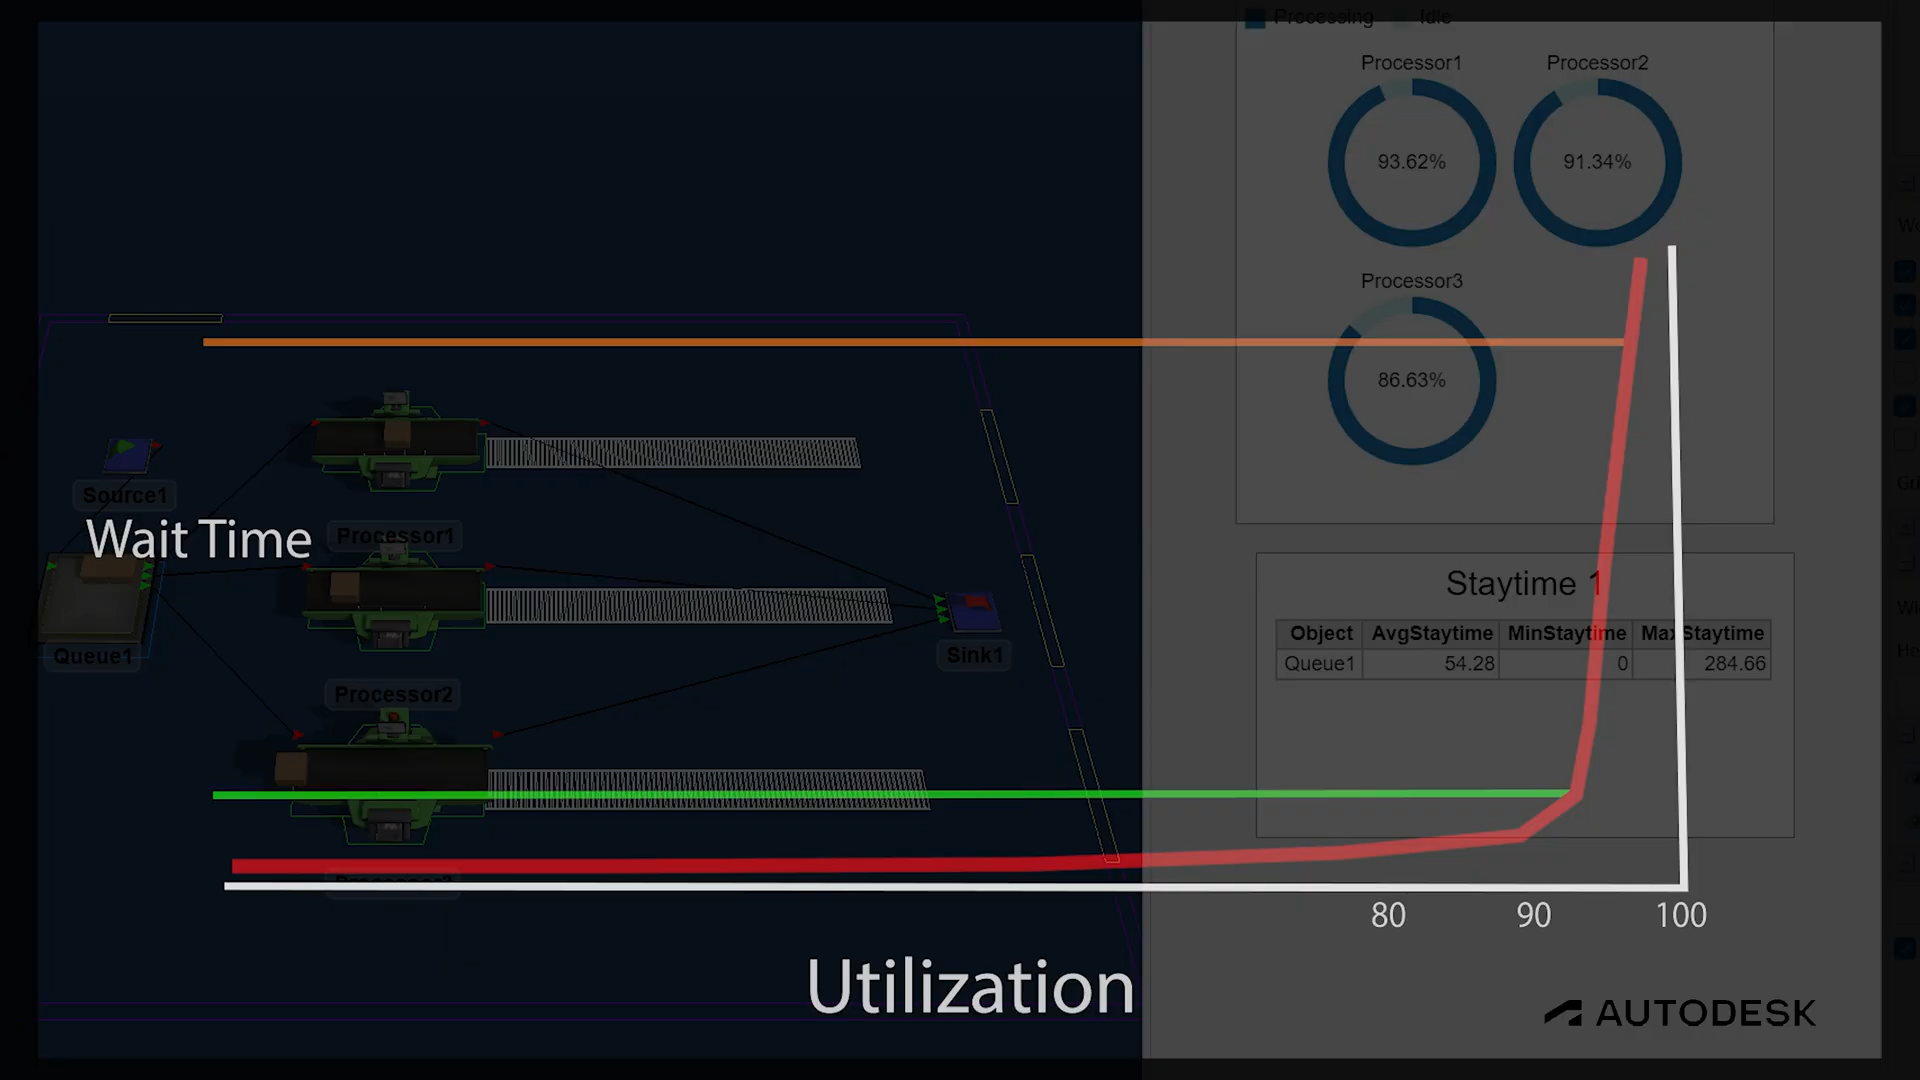 Processing Idle
Processor1 Processor2
93.62% 91.34%
Processor3
86.63%
Source1
Wait Time
Processor1
Queue1
Sink1
Processor2
Staytime 1
Object AvgStaytime MinStaytime MaxStaytime
Queue1 54.28 0 284.66
80 90 100
Utilization
AUTODESK